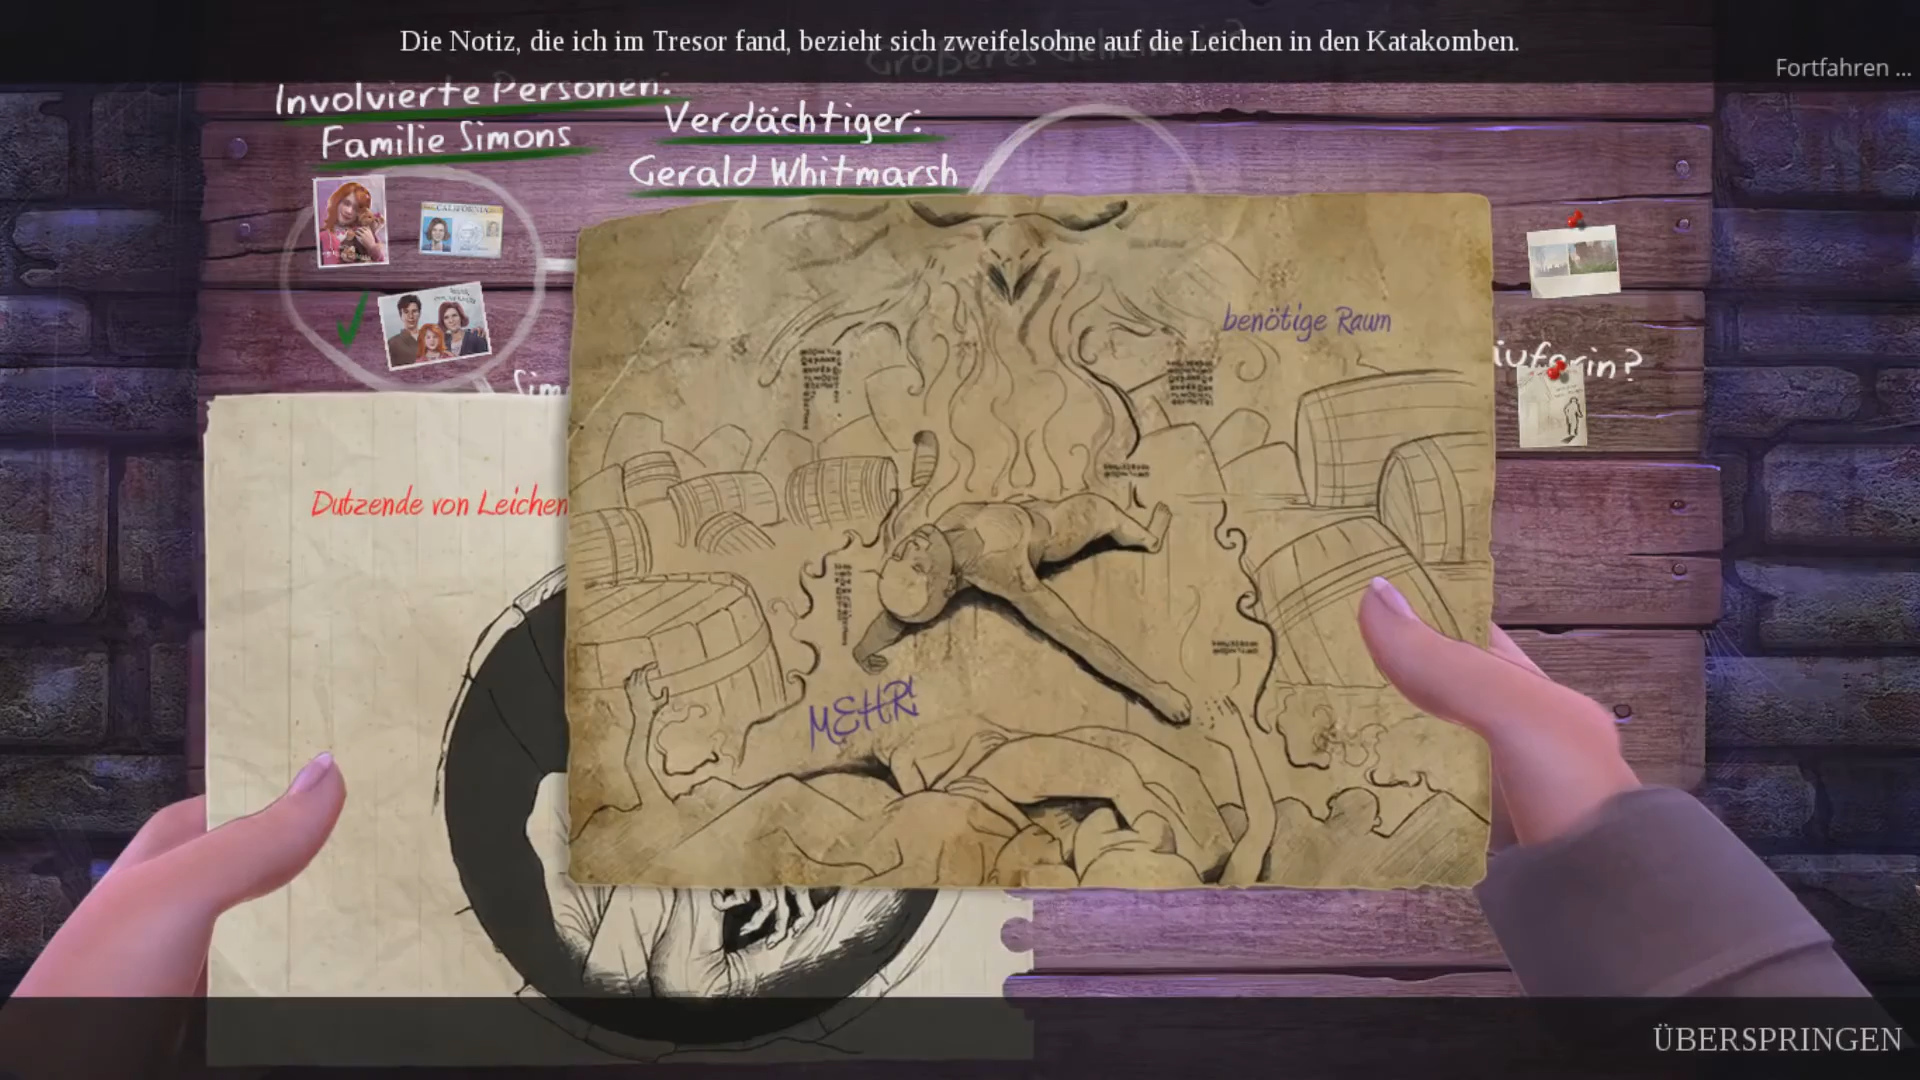 Die Notiz, die ich im Tresor fand, bezieht sich zweifelsohne auf die Leichen in den Katakomben.
Fortfahren ...
Involvierte Personen:
Familie Simons
Verdächtiger:
Gerald Whitmarsh
CALIFORNIA
benötige Raum
Dutzende von Leichen
MEHR!
ÜBERSPRINGEN